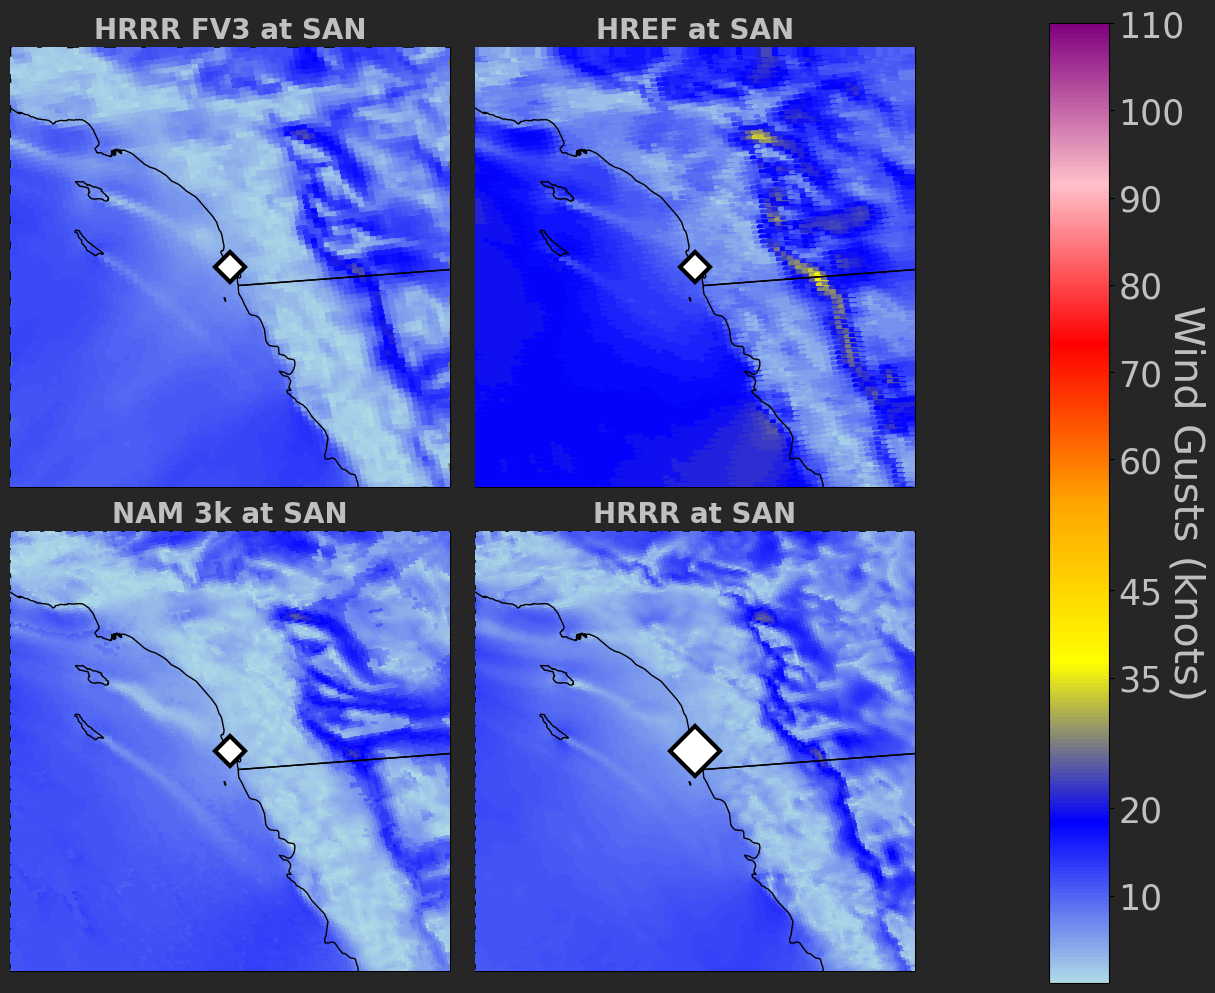 HRRR FV3 at SAN
HREF at SAN
NAM 3k at SAN
HRRR at SAN
110
100
90
80
70
60
45
35
20
10
Wind Gusts (knots)